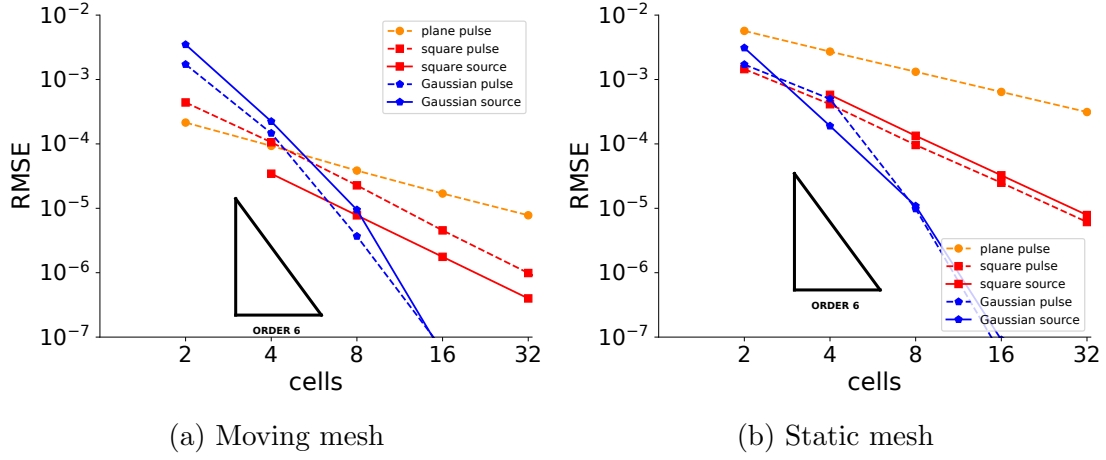 10⁻²
10⁻³
10⁻⁴
10⁻⁵
10⁻⁶
10⁻⁷
RMSE
plane pulse
square pulse
square source
Gaussian pulse
Gaussian source
ORDER 6
2 4 8 16 32
cells
(a) Moving mesh
10⁻²
10⁻³
10⁻⁴
10⁻⁵
10⁻⁶
10⁻⁷
RMSE
ORDER 6
plane pulse
square pulse
square source
Gaussian pulse
Gaussian source
2 4 8 16 32
cells
(b) Static mesh